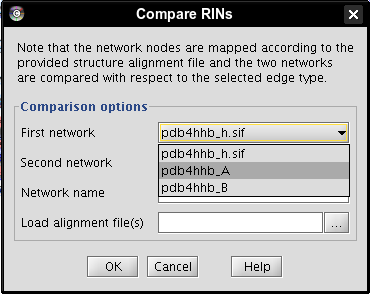 Compare RINs
Note that the network nodes are mapped according to the
provided structure alignment file and the two networks
are compared with respect to the selected edge type.
Comparison options
First network
pdb4hhb_h.sif
pdb4hhb_h.sif
Second network
pdb4hhb_A
pdb4hhb_B
Network name
Load alignment file(s)
...
OK
Cancel
Help